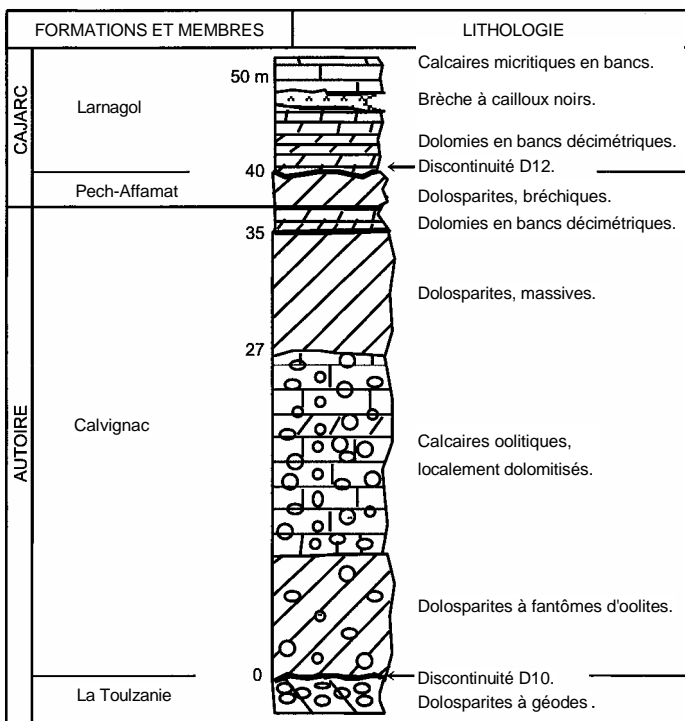 FORMATIONS ET MEMBRES
LITHOLOGIE
CAJARC
AUTOIRE
Larnagol
Pech-Affamat
Calvignac
La Toulzanie
50 m
40
35
27
0
Calcaires micritiques en bancs.
Brèche à cailloux noirs.
Dolomies en bancs décimétriques.
Discontinuité D12.
Dolosparites, bréchiques.
Dolomies en bancs décimétriques.
Dolosparites, massives.
Calcaires oolitiques,
localement dolomitisés.
Dolosparites à fantômes d'oolites.
Discontinuité D10.
Dolosparites à géodes .